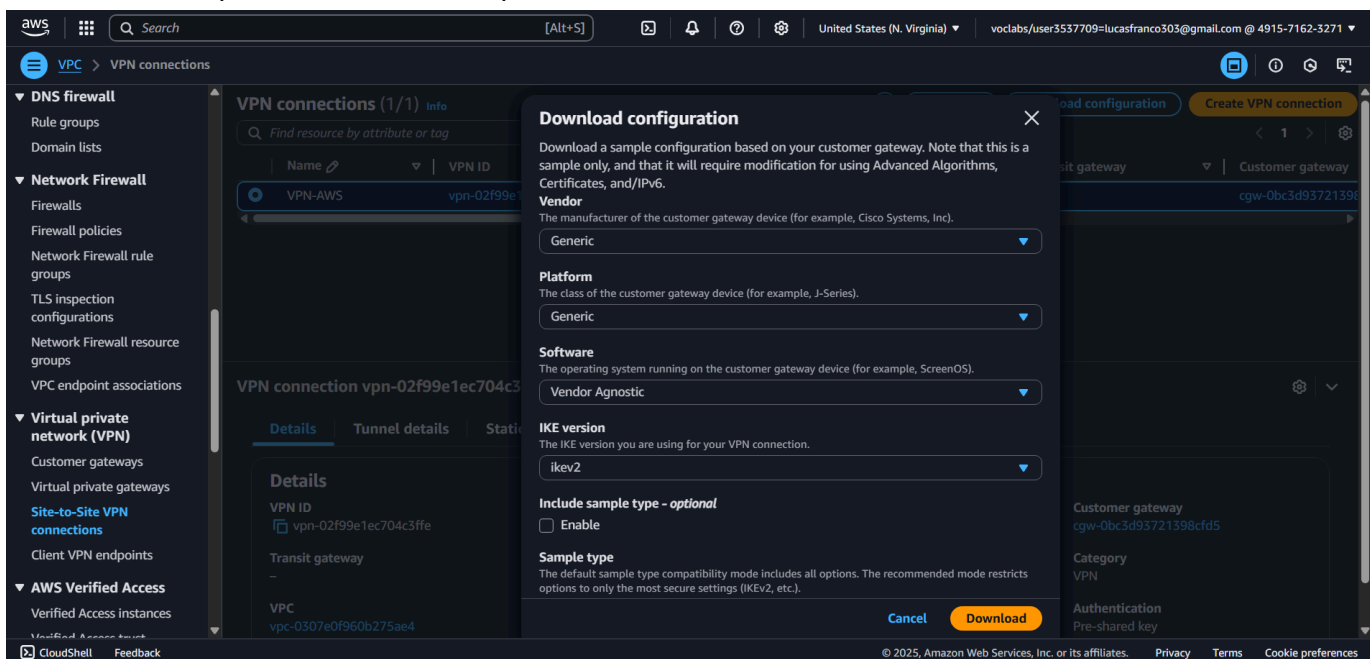 aws
Search
[Alt+S]
United States (N. Virginia)
voclabs/user3537709=lucasfranco303@gmail.com @ 4915-7162-3271
VPC > VPN connections
DNS firewall
Rule groups
Domain lists
Network Firewall
Firewalls
Firewall policies
Network Firewall rule
groups
TLS inspection
configurations
Network Firewall resource
groups
VPC endpoint associations
Virtual private
network (VPN)
Customer gateways
Virtual private gateways
Site-to-Site VPN
connections
Client VPN endpoints
AWS Verified Access
Verified Access instances
Verified Access trust
VPN connections (1/1) Info
Find resource by attribute or tag
Name
VPN ID
VPN-AWS
vpn-02f99e1
ad configuration
Create VPN connection
1
sit gateway
Customer gateway
cgw-0bc3d93721398
VPN connection vpn-02f99e1ec704c3
Details
Tunnel details
Stati
Details
VPN ID
vpn-02f99e1ec704c3ffe
Transit gateway
–
VPC
vpc-0307e0f960b275ae4
Customer gateway
cgw-0bc3d93721398cfd5
Category
VPN
Authentication
Pre-shared key
Download configuration
Download a sample configuration based on your customer gateway. Note that this is a
sample only, and that it will require modification for using Advanced Algorithms,
Certificates, and/IPv6.
Vendor
The manufacturer of the customer gateway device (for example, Cisco Systems, Inc).
Generic
Platform
The class of the customer gateway device (for example, J-Series).
Generic
Software
The operating system running on the customer gateway device (for example, ScreenOS).
Vendor Agnostic
IKE version
The IKE version you are using for your VPN connection.
ikev2
Include sample type - optional
Enable
Sample type
The default sample type compatibility mode includes all options. The recommended mode restricts
options to only the most secure settings (IKEv2, etc.).
Cancel
Download
CloudShell
Feedback
© 2025, Amazon Web Services, Inc. or its affiliates.
Privacy
Terms
Cookie preferences